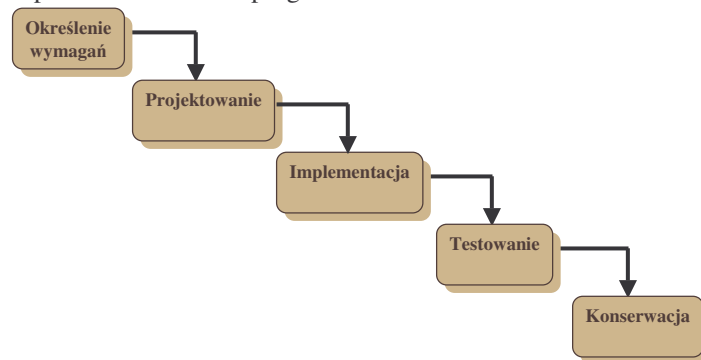 Określenie
wymagań
Projektowanie
Implementacja
Testowanie
Konserwacja